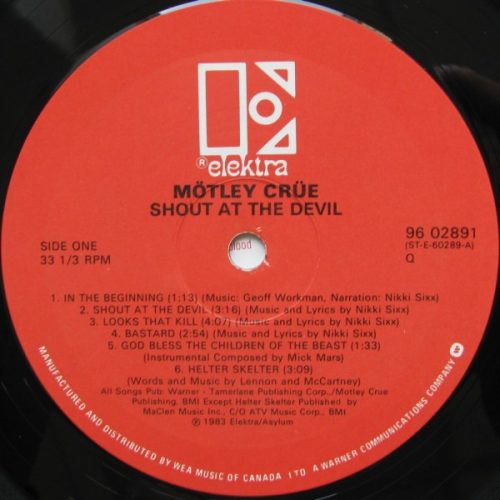 ® elektra
MÖTLEY CRÜE
SHOUT AT THE DEVIL
SIDE ONE
33 1/3 RPM
96 02891
(ST-E-60289-A)
Q
1. IN THE BEGINNING (1:13) (Music: Geoff Workman, Narration: Nikki Sixx)
2. SHOUT AT THE DEVIL (3:16) (Music and Lyrics by Nikki Sixx)
3. LOOKS THAT KILL (4:07) (Music and Lyrics by Nikki Sixx)
4. BASTARD (2:54) (Music and Lyrics by Nikki Sixx)
5. GOD BLESS THE CHILDREN OF THE BEAST (1:33)
(Instrumental Composed by Mick Mars)
6. HELTER SKELTER (3:09)
(Words and Music by Lennon and McCartney)
All Songs Pub: Warner - Tamerlane Publishing Corp./Motley Crue
Publishing. BMI Except Helter Skelter Published by
MaClen Music Inc., C/O ATV Music Corp., BMI
℗ 1983 Elektra/Asylum
MANUFACTURED AND DISTRIBUTED BY WEA MUSIC OF CANADA LTD A WARNER COMMUNICATIONS COMPANY